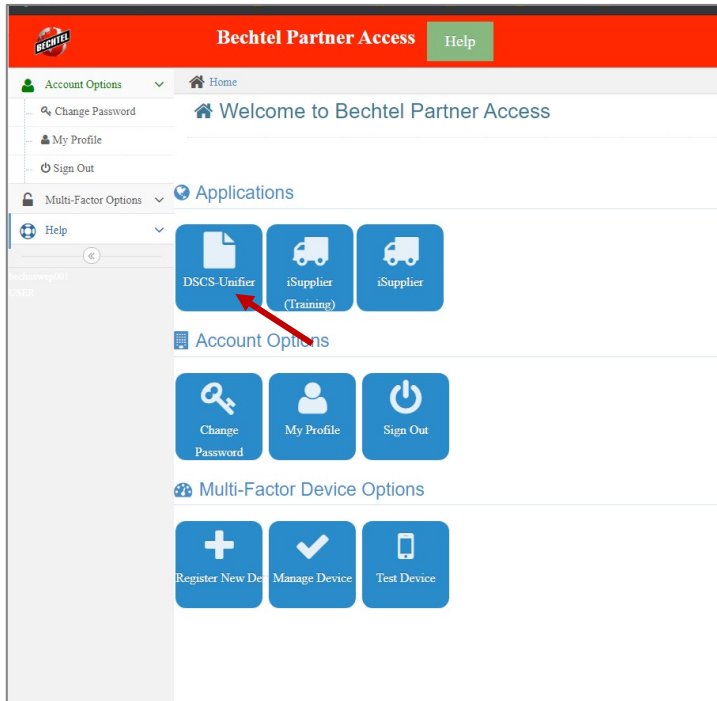 BECHTEL
Bechtel Partner Access
Help
Account Options
Change Password
My Profile
Sign Out
Multi-Factor Options
Help
Home
Welcome to Bechtel Partner Access
Applications
DSCS-Unifier
iSupplier
(Training)
iSupplier
Account Options
Change
Password
My Profile
Sign Out
Multi-Factor Device Options
Register New De
Manage Device
Test Device
USER